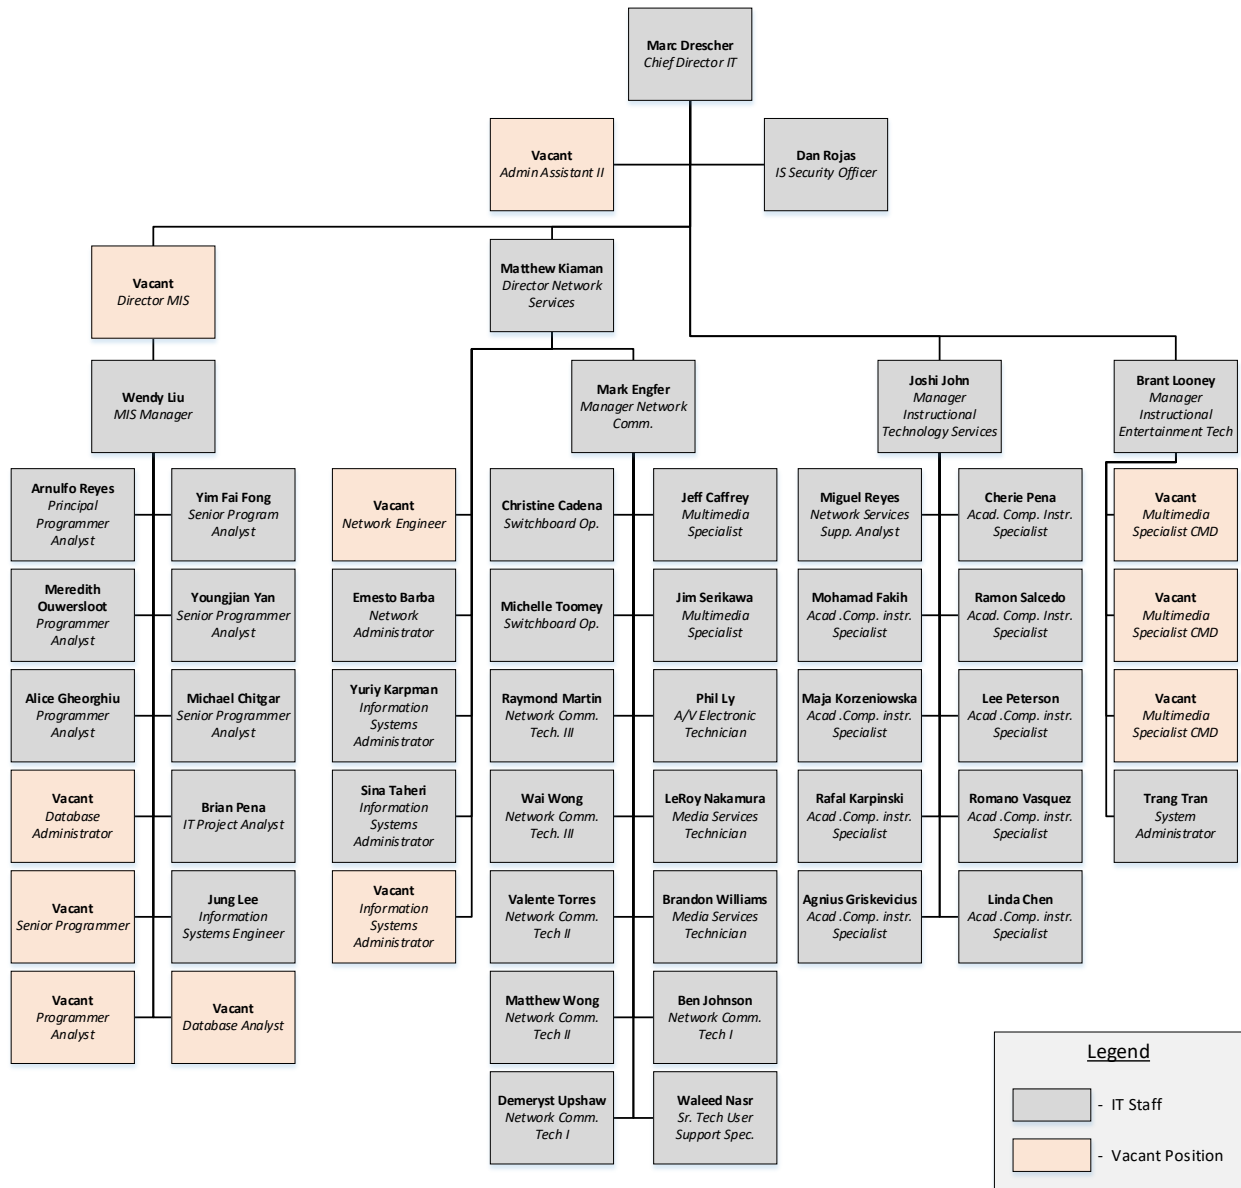 Marc Drescher
Chief Director IT
Vacant
Admin Assistant II
Dan Rojas
IS Security Officer
Vacant
Director MIS
Matthew Kiaman
Director Network
Services
Wendy Liu
MIS Manager
Mark Engfer
Manager Network
Comm.
Joshi John
Manager
Instructional
Technology Services
Brant Looney
Manager
Instructional
Entertainment Tech
Arnulfo Reyes
Principal
Programmer
Analyst
Yim Fai Fong
Senior Program
Analyst
Vacant
Network Engineer
Christine Cadena
Switchboard Op.
Jeff Caffrey
Multimedia
Specialist
Miguel Reyes
Network Services
Supp. Analyst
Cherie Pena
Acad. Comp. Instr.
Specialist
Vacant
Multimedia
Specialist CMD
Meredith
Ouwersloot
Programmer
Analyst
Youngjian Yan
Senior Programmer
Analyst
Ernesto Barba
Network
Administrator
Michelle Toomey
Switchboard Op.
Jim Serikawa
Multimedia
Specialist
Mohamad Fakih
Acad .Comp. instr.
Specialist
Ramon Salcedo
Acad. Comp. Instr.
Specialist
Vacant
Multimedia
Specialist CMD
Alice Gheorghiu
Programmer
Analyst
Michael Chitgar
Senior Programmer
Analyst
Yuriy Karpman
Information
Systems
Administrator
Raymond Martin
Network Comm.
Tech. III
Phil Ly
A/V Electronic
Technician
Maja Korzeniowska
Acad .Comp. instr.
Specialist
Lee Peterson
Acad .Comp. instr.
Specialist
Vacant
Multimedia
Specialist CMD
Vacant
Database
Administrator
Brian Pena
IT Project Analyst
Sina Taheri
Information
Systems
Administrator
Wai Wong
Network Comm.
Tech. III
LeRoy Nakamura
Media Services
Technician
Rafal Karpinski
Acad .Comp. instr.
Specialist
Romano Vasquez
Acad .Comp. instr.
Specialist
Trang Tran
System
Administrator
Vacant
Senior Programmer
Jung Lee
Information
Systems Engineer
Vacant
Information
Systems
Administrator
Valente Torres
Network Comm.
Tech II
Brandon Williams
Media Services
Technician
Agnius Griskevicius
Acad .Comp. instr.
Specialist
Linda Chen
Acad .Comp. instr.
Specialist
Vacant
Programmer
Analyst
Vacant
Database Analyst
Matthew Wong
Network Comm.
Tech II
Ben Johnson
Network Comm.
Tech I
Demeryst Upshaw
Network Comm.
Tech I
Waleed Nasr
Sr. Tech User
Support Spec.
Legend
- IT Staff
- Vacant Position